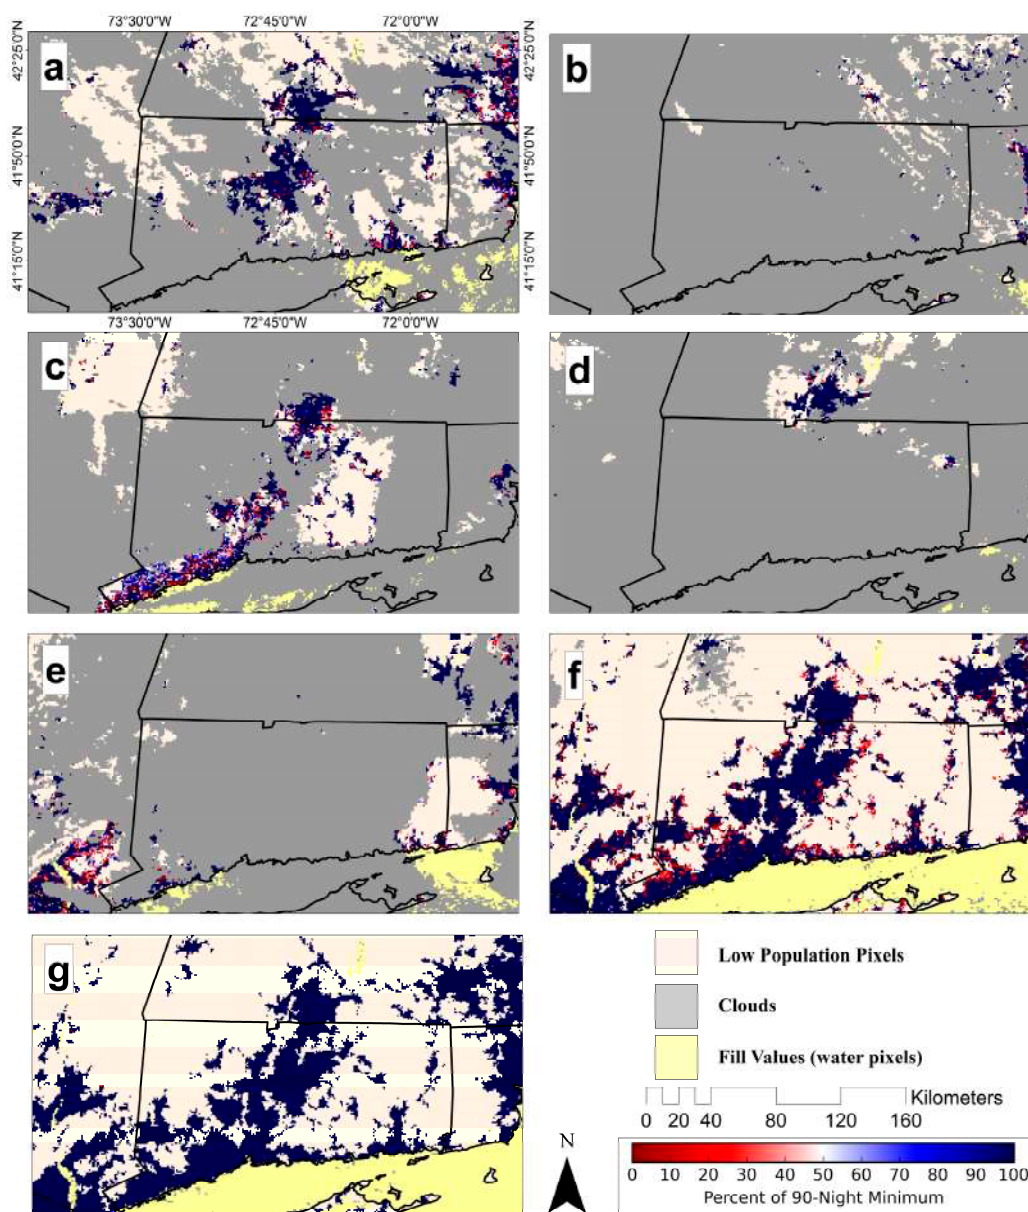 73°30'0"W 72°45'0"W 72°0'0"W
a
42°25'0"N
41°50'0"N
41°15'0"N
42°25'0"N
41°50'0"N
41°15'0"N
b
73°30'0"W 72°45'0"W 72°0'0"W
c
d
e
f
g
Low Population Pixels
Clouds
Fill Values (water pixels)
Kilometers
0 20 40 80 120 160
N
0 10 20 30 40 50 60 70 80 90 100
Percent of 90-Night Minimum